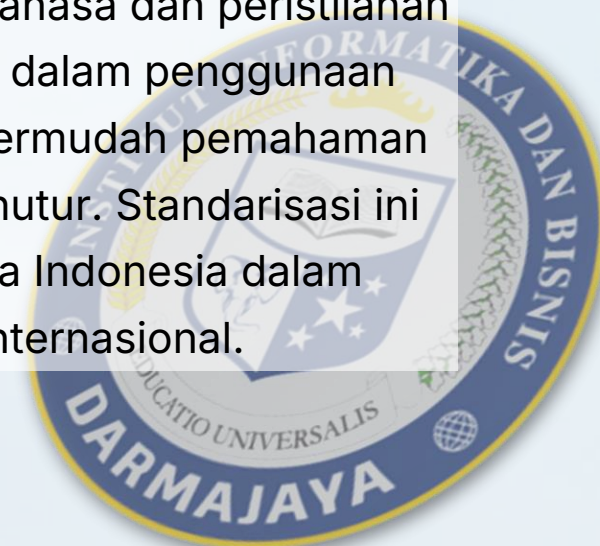 ahasa dan peristilahan
dalam penggunaan
ermudah pemahaman
nutur. Standarisasi ini
a Indonesia dalam
nternasional.
INSTITUT INFORMATIKA DAN BISNIS
EDUCATIO UNIVERSALIS
DARMAJAYA